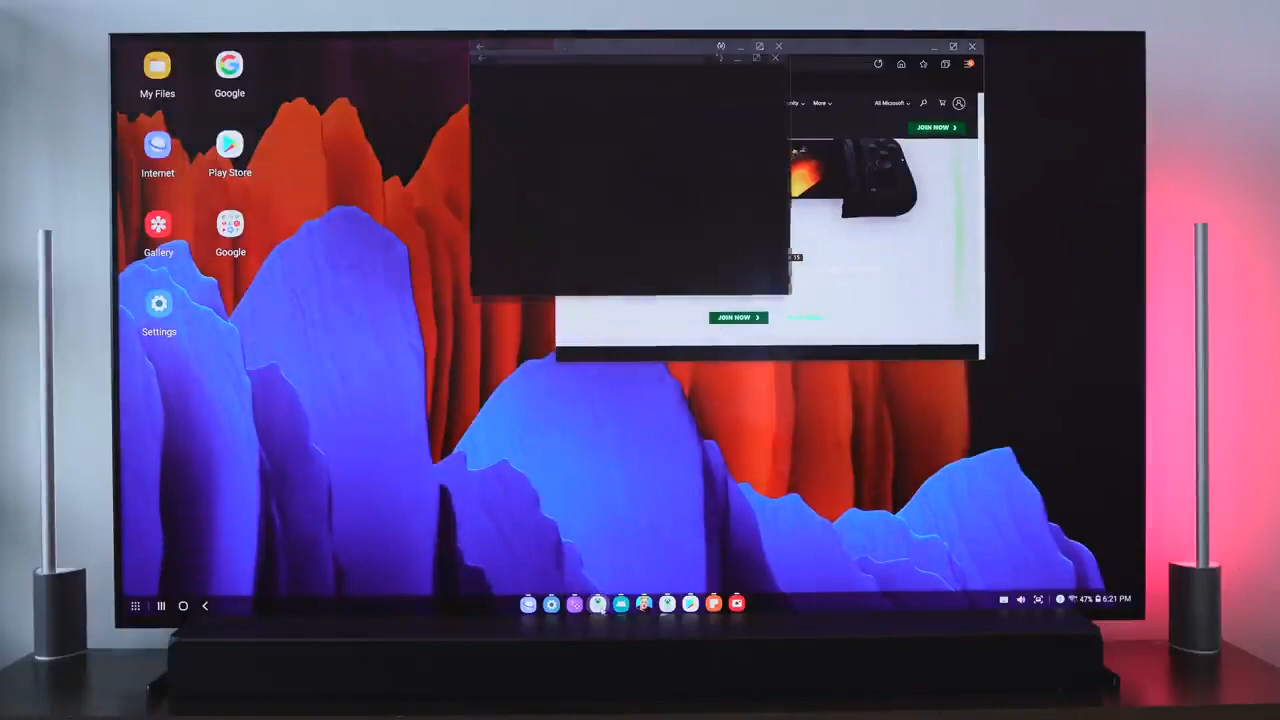 My Files
Google
Internet
Play Store
Gallery
Google
Settings
More
All Microsoft
JOIN NOW
15
JOIN NOW
47%
6:21 PM